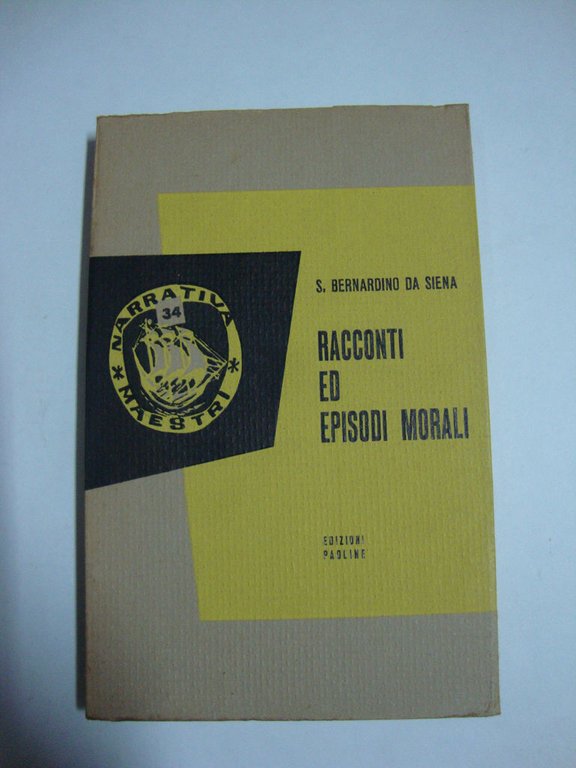 S. BERNARDINO DA SIENA
NARRATIVA
34
* MAESTRI *
RACCONTI
ED
EPISODI MORALI
EDIZIONI
PAOLINE